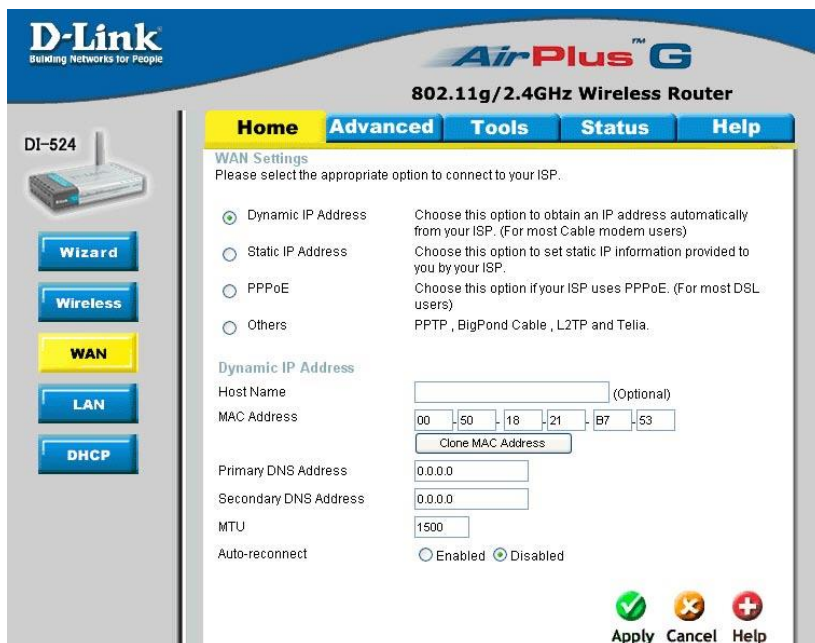 D-Link
Building Networks for People
AirPlus G
TM
802.11g/2.4GHz Wireless Router
DI-524
Home
Advanced
Tools
Status
Help
Wizard
Wireless
WAN
LAN
DHCP
WAN Settings
Please select the appropriate option to connect to your ISP.
Dynamic IP Address
Choose this option to obtain an IP address automatically
from your ISP. (For most Cable modem users)
Static IP Address
Choose this option to set static IP information provided to
you by your ISP.
PPPoE
Choose this option if your ISP uses PPPoE. (For most DSL
users)
Others
PPTP , BigPond Cable , L2TP and Telia.
Dynamic IP Address
Host Name
(Optional)
MAC Address
00 - 50 - 18 - 21 - B7 - 53
Clone MAC Address
Primary DNS Address
0.0.0.0
Secondary DNS Address
0.0.0.0
MTU
1500
Auto-reconnect
Enabled Disabled
Apply Cancel Help